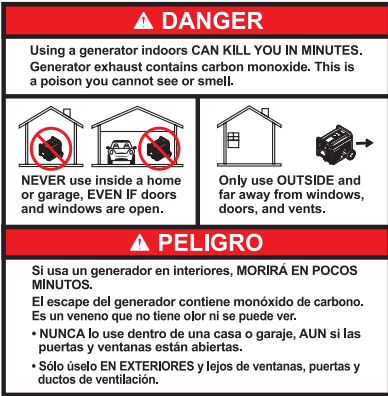 DANGER
Using a generator indoors CAN KILL YOU IN MINUTES.
Generator exhaust contains carbon monoxide. This is
a poison you cannot see or smell.
NEVER use inside a home
or garage, EVEN IF doors
and windows are open.
Only use OUTSIDE and
far away from windows,
doors, and vents.
PELIGRO
Si usa un generador en interiores, MORIRÁ EN POCOS
MINUTOS.
El escape del generador contiene monóxido de carbono.
Es un veneno que no tiene olor ni se puede ver.
• NUNCA lo use dentro de una casa o garaje, AUN si las
puertas y ventanas están abiertas.
• Sólo úselo EN EXTERIORES y lejos de ventanas, puertas y
ductos de ventilación.